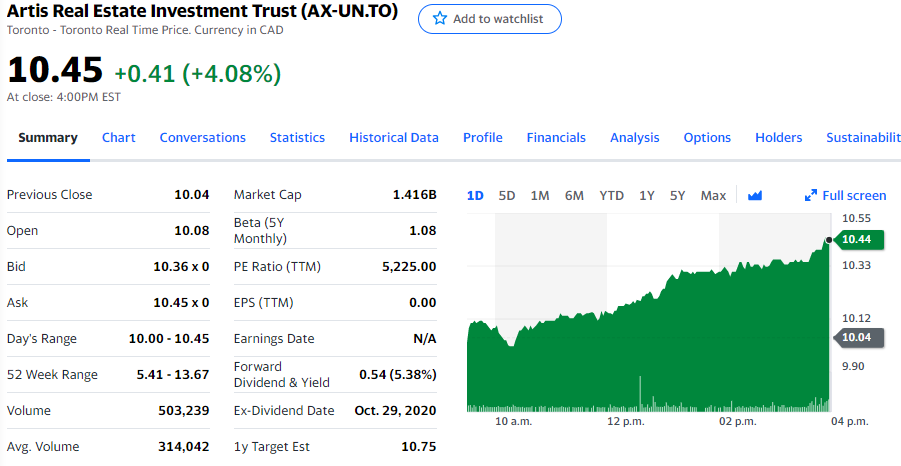 Artis Real Estate Investment Trust (AX-UN.TO)
Add to watchlist
Toronto - Toronto Real Time Price. Currency in CAD
10.45 +0.41 (+4.08%)
At close: 4:00PM EST
Summary Chart Conversations Statistics Historical Data Profile Financials Analysis Options Holders Sustainabilit
Previous Close 10.04
Open 10.08
Bid 10.36 x 0
Ask 10.45 x 0
Day's Range 10.00 - 10.45
52 Week Range 5.41 - 13.67
Volume 503,239
Avg. Volume 314,042
Market Cap 1.416B
Beta (5Y
Monthly) 1.08
PE Ratio (TTM) 5,225.00
EPS (TTM) 0.00
Earnings Date N/A
Forward
Dividend & Yield 0.54 (5.38%)
Ex-Dividend Date Oct. 29, 2020
1y Target Est 10.75
1D 5D 1M 6M YTD 1Y 5Y Max Full screen
10.55
10.44
10.33
10.12
10.04
9.90
10 a.m. 12 p.m. 02 p.m. 04 p.m.